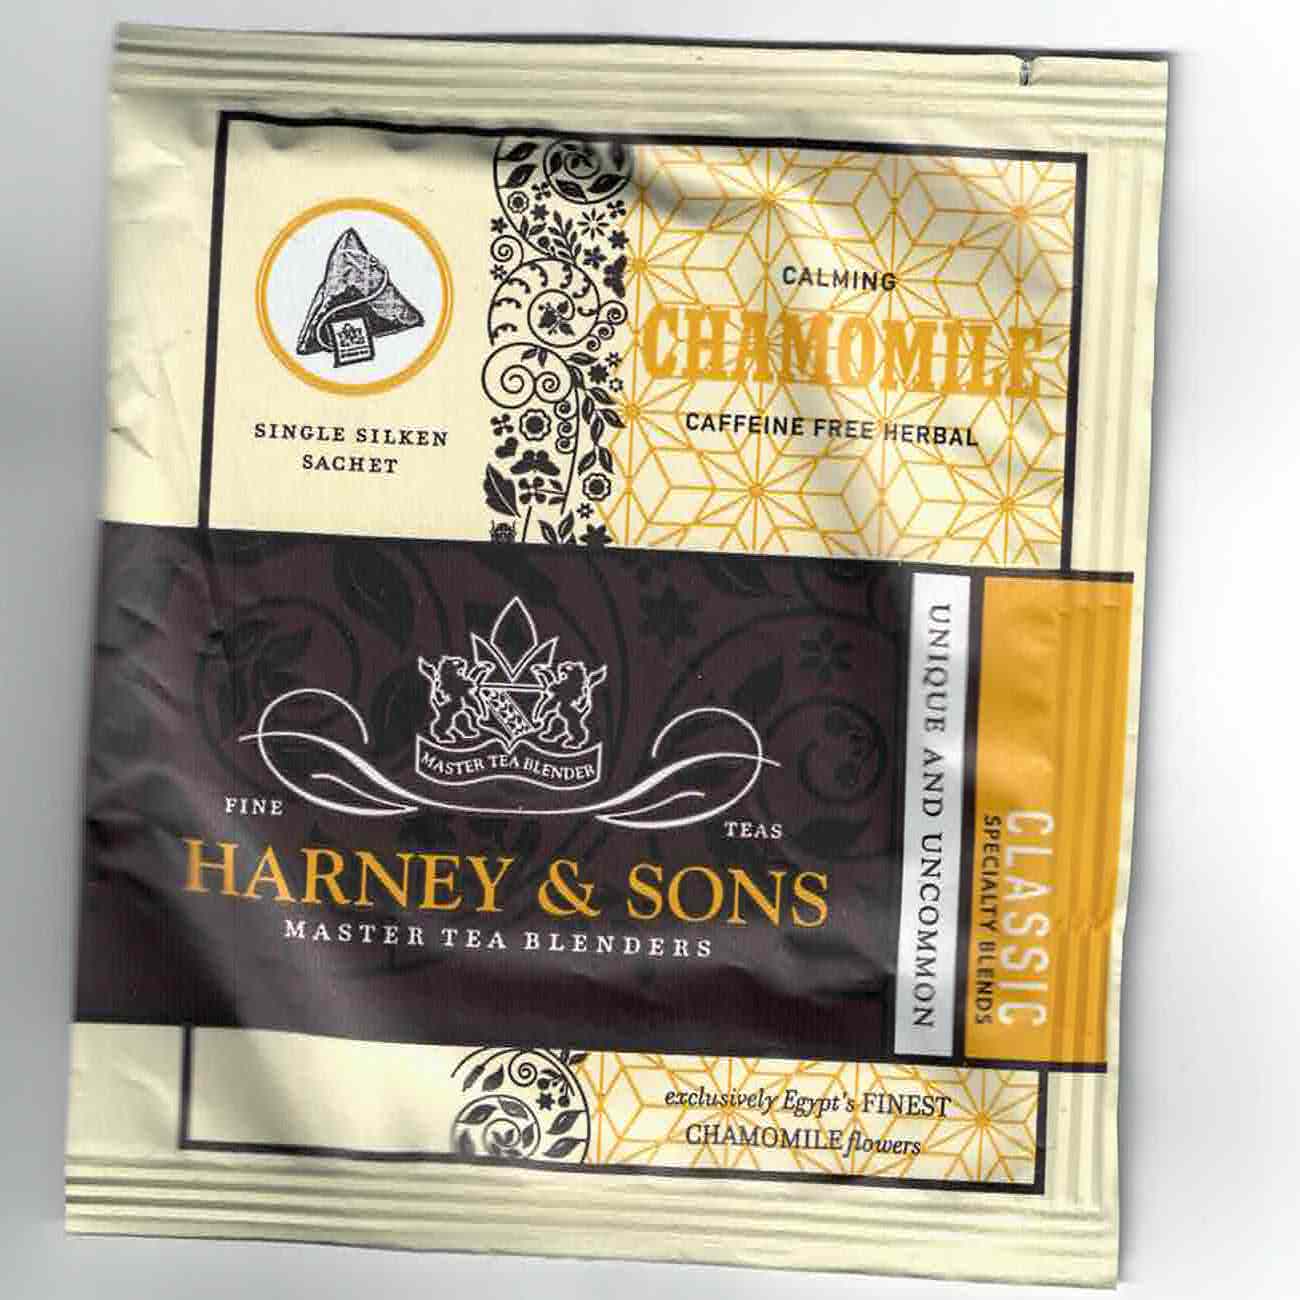 CALMING
CHAMOMILE
CAFFEINE FREE HERBAL
SINGLE SILKEN
SACHET
MASTER TEA BLENDER
FINE
TEAS
HARNEY & SONS
MASTER TEA BLENDERS
UNIQUE AND UNCOMMON
CLASSIC
SPECIALTY BLENDS
exclusively Egypt's FINEST
CHAMOMILE flowers